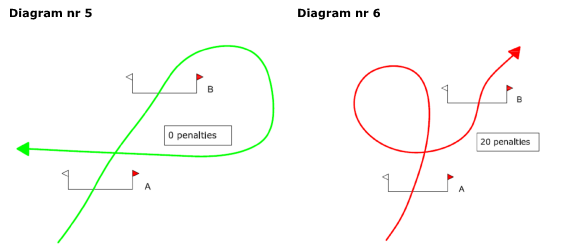 Diagram nr 5
B
0 penalties
A
Diagram nr 6
B
20 penalties
A